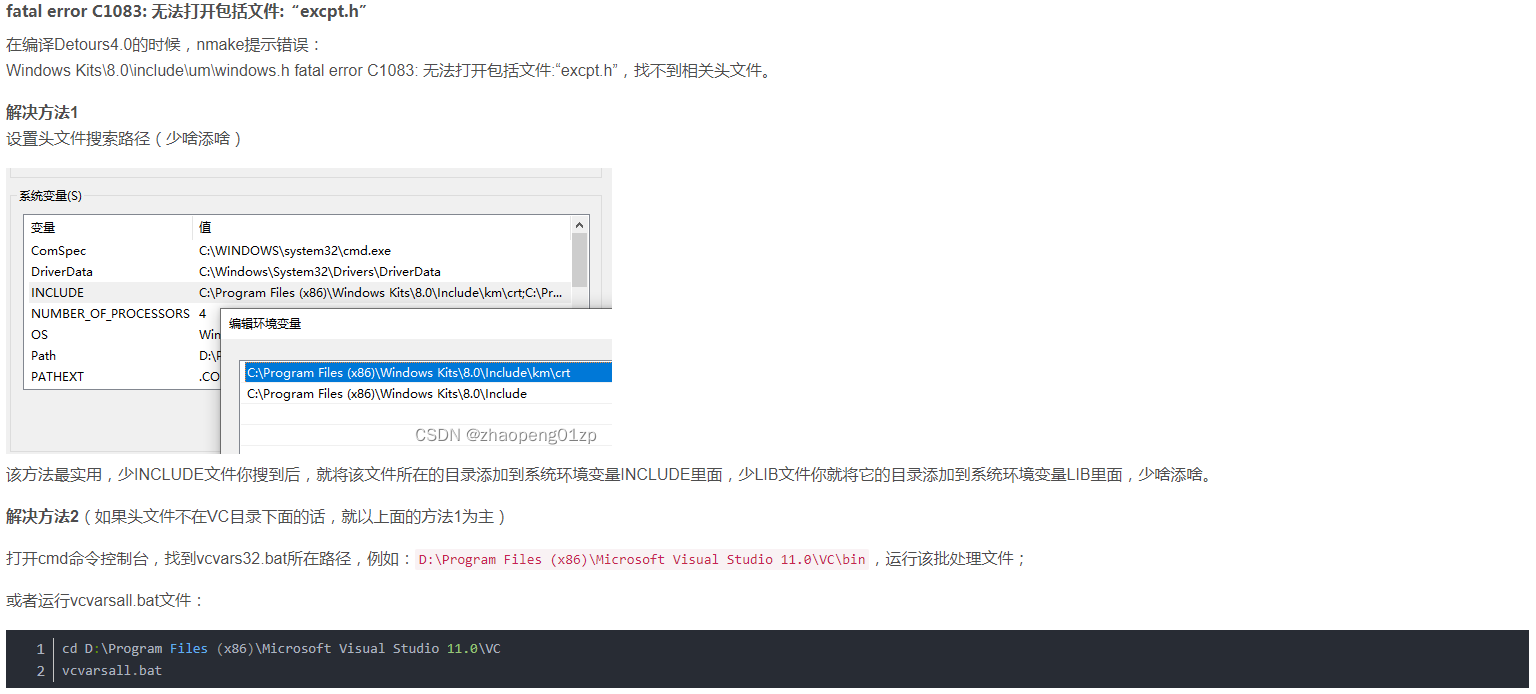 fatal error C1083: 无法打开包括文件:“excpt.h”
在编译Detours4.0的时候，nmake提示错误：
Windows Kits\8.0\include\um\windows.h fatal error C1083: 无法打开包括文件:“excpt.h”，找不到相关头文件。
解决方法1
设置头文件搜索路径（少啥添啥）
系统变量(S)
变量 值
ComSpec C:\WINDOWS\system32\cmd.exe
DriverData C:\Windows\System32\Drivers\DriverData
INCLUDE C:\Program Files (x86)\Windows Kits\8.0\Include\km\crt;C:\Pr...
NUMBER_OF_PROCESSORS 4
OS Win
Path D:\P
PATHEXT .CO
编辑环境变量
C:\Program Files (x86)\Windows Kits\8.0\Include\km\crt
C:\Program Files (x86)\Windows Kits\8.0\Include
CSDN @zhaopeng01zp
该方法最实用，少INCLUDE文件你搜到后，就将该文件所在的目录添加到系统环境变量INCLUDE里面，少LIB文件你就将它的目录添加到系统环境变量LIB里面，少啥添啥。
解决方法2（如果头文件不在VC目录下面的话，就以上面的方法1为主）
打开cmd命令控制台，找到vcvars32.bat所在路径，例如：D:\Program Files (x86)\Microsoft Visual Studio 11.0\VC\bin，运行该批处理文件；
或者运行vcvarsall.bat文件：
1 cd D:\Program Files (x86)\Microsoft Visual Studio 11.0\VC
2 vcvarsall.bat